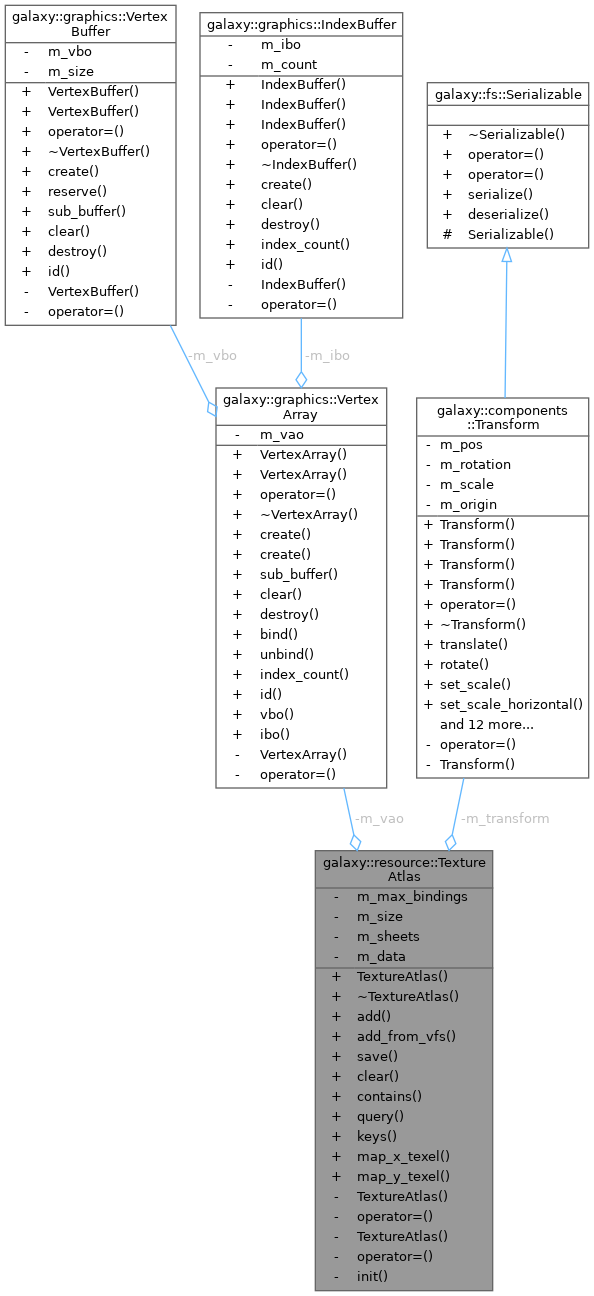 galaxy::graphics::Vertex
Buffer
- m_vbo
- m_size
+ VertexBuffer()
+ VertexBuffer()
+ operator=()
+ ~VertexBuffer()
+ create()
+ reserve()
+ sub_buffer()
+ clear()
+ destroy()
+ id()
- VertexBuffer()
- operator=()
galaxy::graphics::IndexBuffer
- m_ibo
- m_count
+ IndexBuffer()
+ IndexBuffer()
+ IndexBuffer()
+ operator=()
+ ~IndexBuffer()
+ create()
+ clear()
+ destroy()
+ index_count()
+ id()
- IndexBuffer()
- operator=()
galaxy::fs::Serializable
+ ~Serializable()
+ operator=()
+ operator=()
+ serialize()
+ deserialize()
# Serializable()
-m_vbo
-m_ibo
galaxy::graphics::Vertex
Array
- m_vao
+ VertexArray()
+ VertexArray()
+ operator=()
+ ~VertexArray()
+ create()
+ create()
+ sub_buffer()
+ clear()
+ destroy()
+ bind()
+ unbind()
+ index_count()
+ id()
+ vbo()
+ ibo()
- VertexArray()
- operator=()
galaxy::components
::Transform
- m_pos
- m_rotation
- m_scale
- m_origin
+ Transform()
+ Transform()
+ Transform()
+ Transform()
+ operator=()
+ ~Transform()
+ translate()
+ rotate()
+ set_scale()
+ set_scale_horizontal()
and 12 more...
- operator=()
- Transform()
-m_vao
-m_transform
galaxy::resource::Texture
Atlas
- m_max_bindings
- m_size
- m_sheets
- m_data
+ TextureAtlas()
+ ~TextureAtlas()
+ add()
+ add_from_vfs()
+ save()
+ clear()
+ contains()
+ query()
+ keys()
+ map_x_texel()
+ map_y_texel()
- TextureAtlas()
- operator=()
- TextureAtlas()
- operator=()
- init()